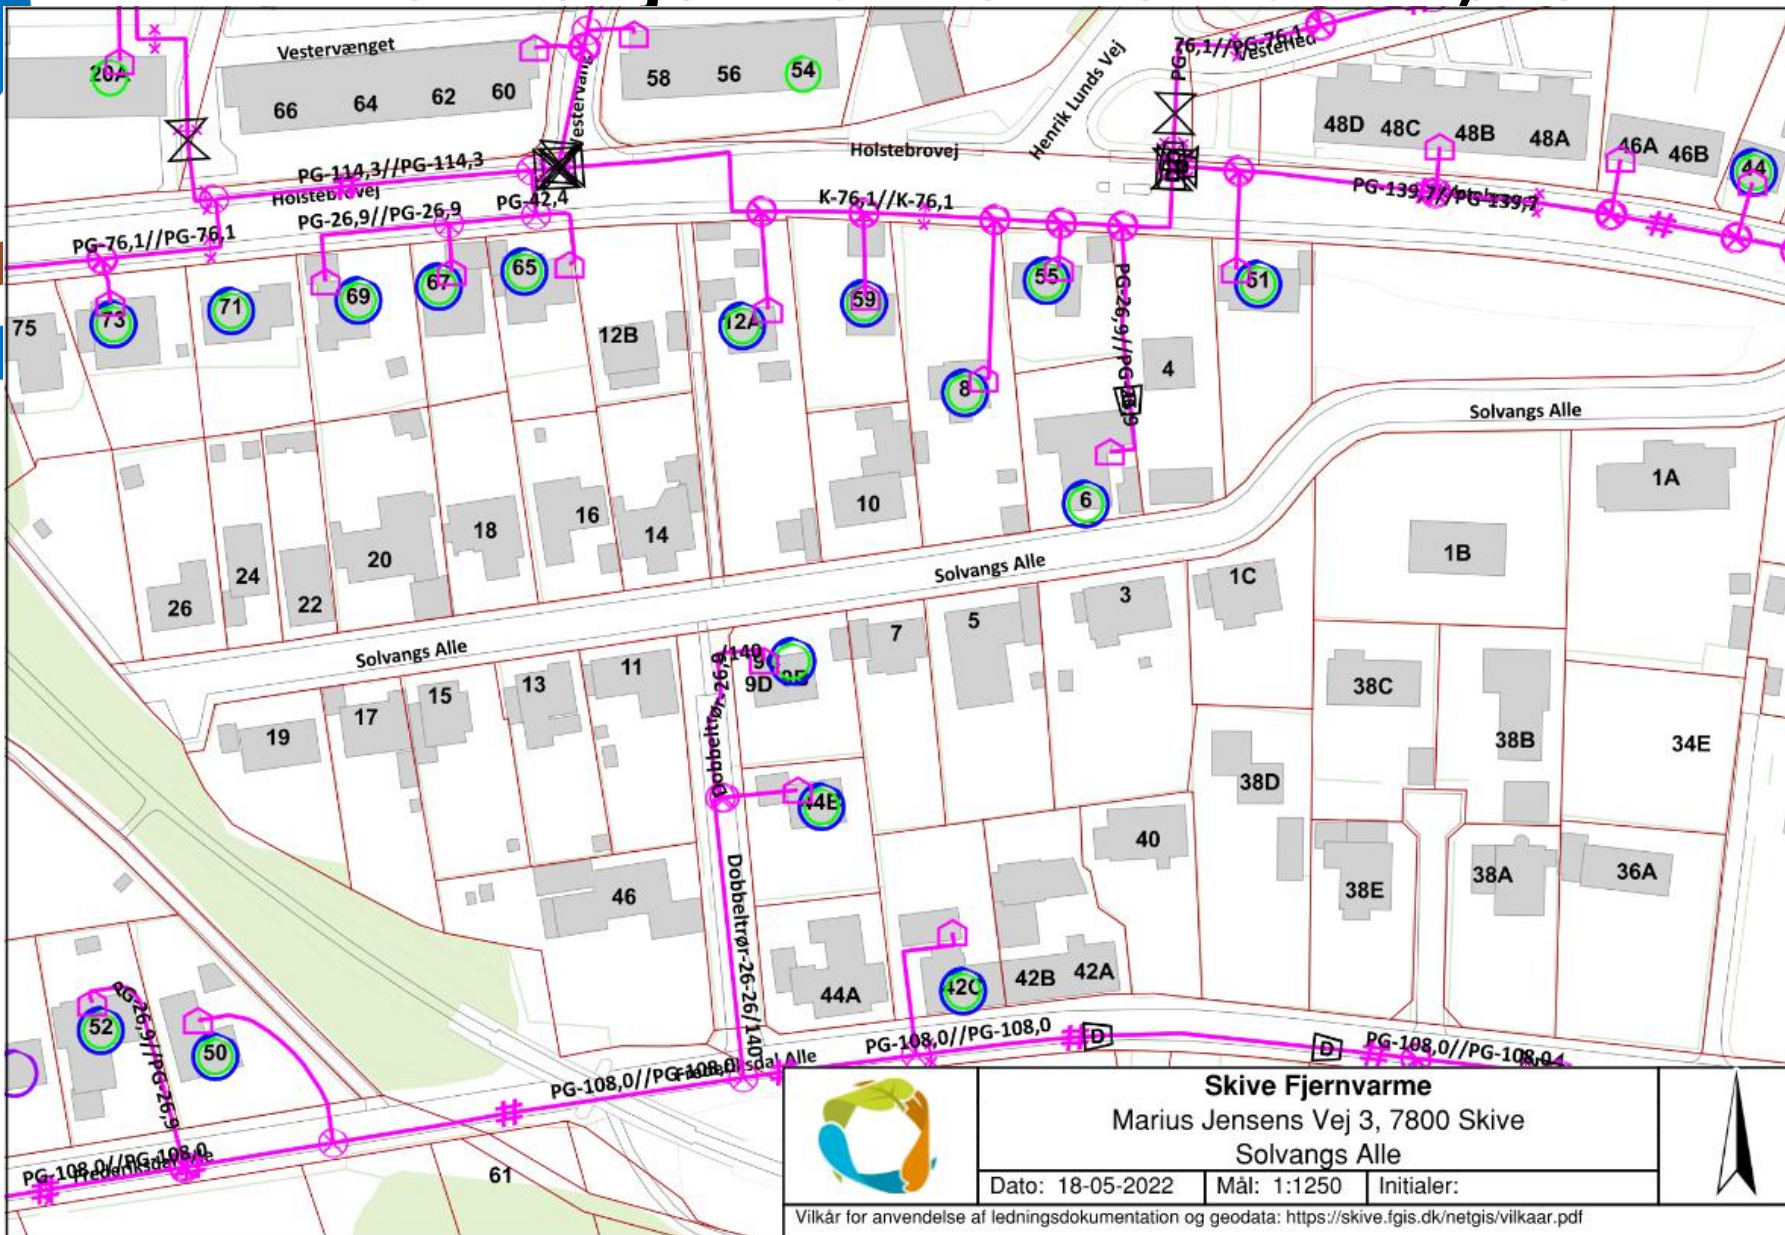 Vestervænget
20A
66
64
62
60
58
56
54
Henrik Lunds Vej
76,1//PG-76,1
48D
48C
48B
48A
46A
46B
44
Holstebrovej
PG-114,3//PG-114,3
Holstebrovej
PG-26,9//PG-26,9
PG-42,4
K-76,1//K-76,1
PG-139,7//PG-139,7
PG-76,1//PG-76,1
75
73
71
69
67
65
12B
12A
59
8
55
PG-26,9//PG-26,9
4
51
Solvangs Alle
26
24
22
20
18
16
14
10
6
1A
1B
Solvangs Alle
1C
3
5
7
Solvangs Alle
19
17
15
13
11
9D
38C
38B
34E
38D
44B
40
38E
38A
36A
46
Dobbeltrør-26-26/140
44A
42C
42B
42A
52
50
PG-26,9//PG-26,9
PG-108,0//PG-108,0
PG-108,0//PG-108,0
PG-108,0//PG-108,0
Frederiksdal Alle
D
D
PG-108,0//PG-108,0
61
Skive Fjernvarme
Marius Jensens Vej 3, 7800 Skive
Solvangs Alle
Dato: 18-05-2022 Mål: 1:1250 Initialer:
Vilkår for anvendelse af ledningsdokumentation og geodata: https://skive.fgis.dk/netgis/vilkaar.pdf